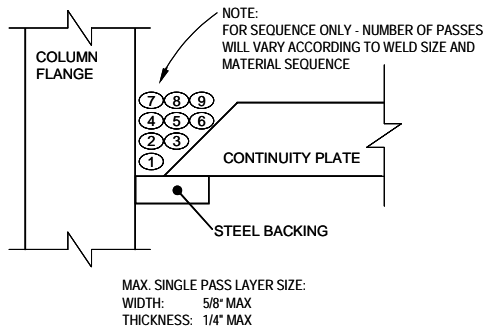 NOTE:
FOR SEQUENCE ONLY - NUMBER OF PASSES
WILL VARY ACCORDING TO WELD SIZE AND
MATERIAL SEQUENCE
COLUMN
FLANGE
7 8 9
4 5 6
2 3
1
CONTINUITY PLATE
STEEL BACKING
MAX. SINGLE PASS LAYER SIZE:
WIDTH: 5/8" MAX
THICKNESS: 1/4" MAX